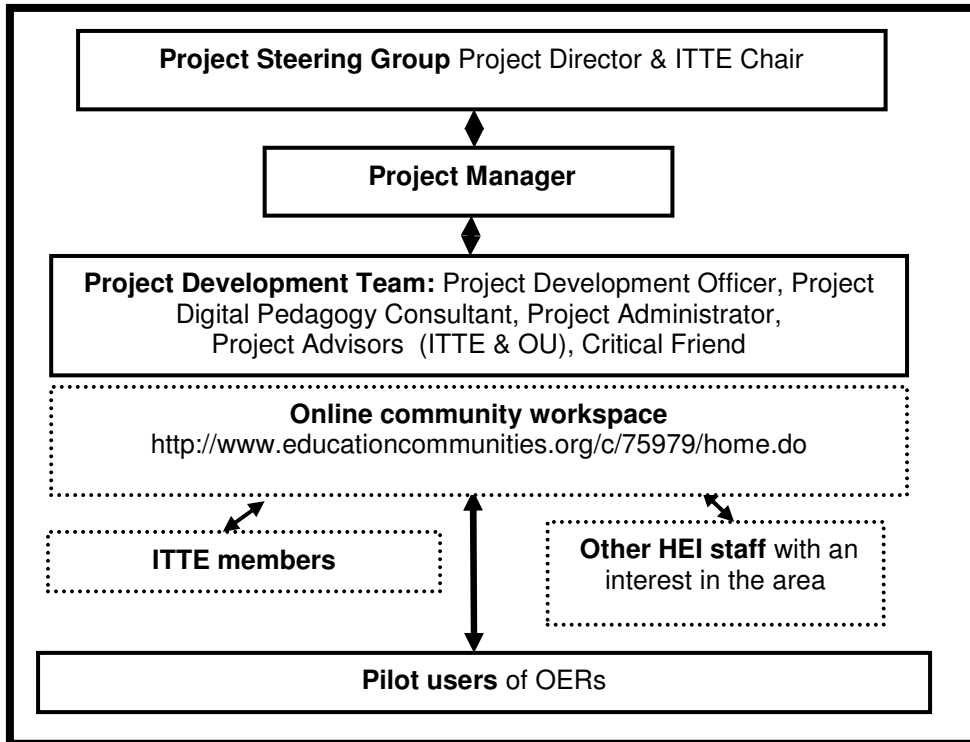 Project Steering Group Project Director & ITTE Chair
Project Manager
Project Development Team: Project Development Officer, Project
Digital Pedagogy Consultant, Project Administrator,
Project Advisors (ITTE & OU), Critical Friend
Online community workspace
http://www.educationcommunities.org/c/75979/home.do
ITTE members
Other HEI staff with an
interest in the area
Pilot users of OERs